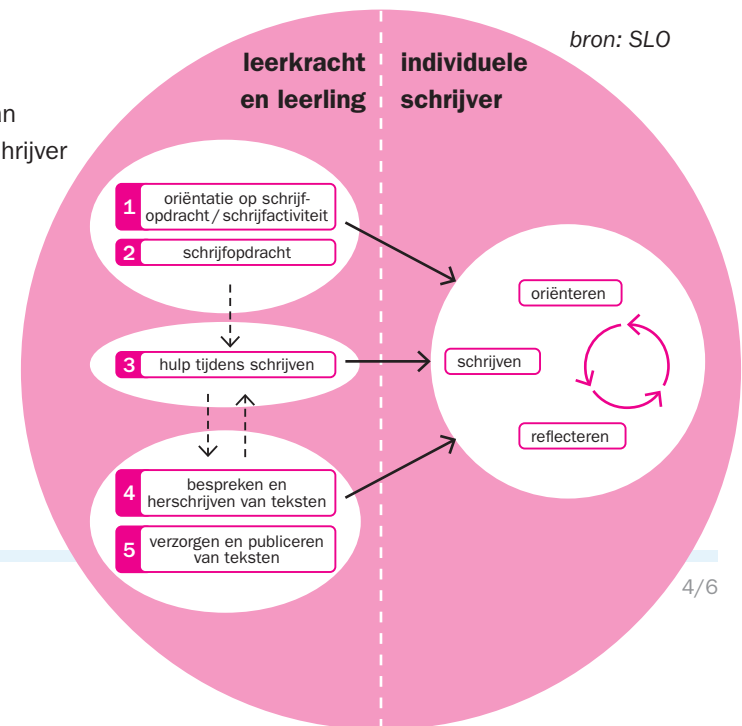 bron: SLO
leerkracht
en leerling
individuele
schrijver
1
oriëntatie op schrijf-
opdracht / schrijfactiviteit
2
schrijfopdracht
3
hulp tijdens schrijven
4
bespreken en
herschrijven van teksten
5
verzorgen en publiceren
van teksten
oriënteren
schrijven
reflecteren
4/6